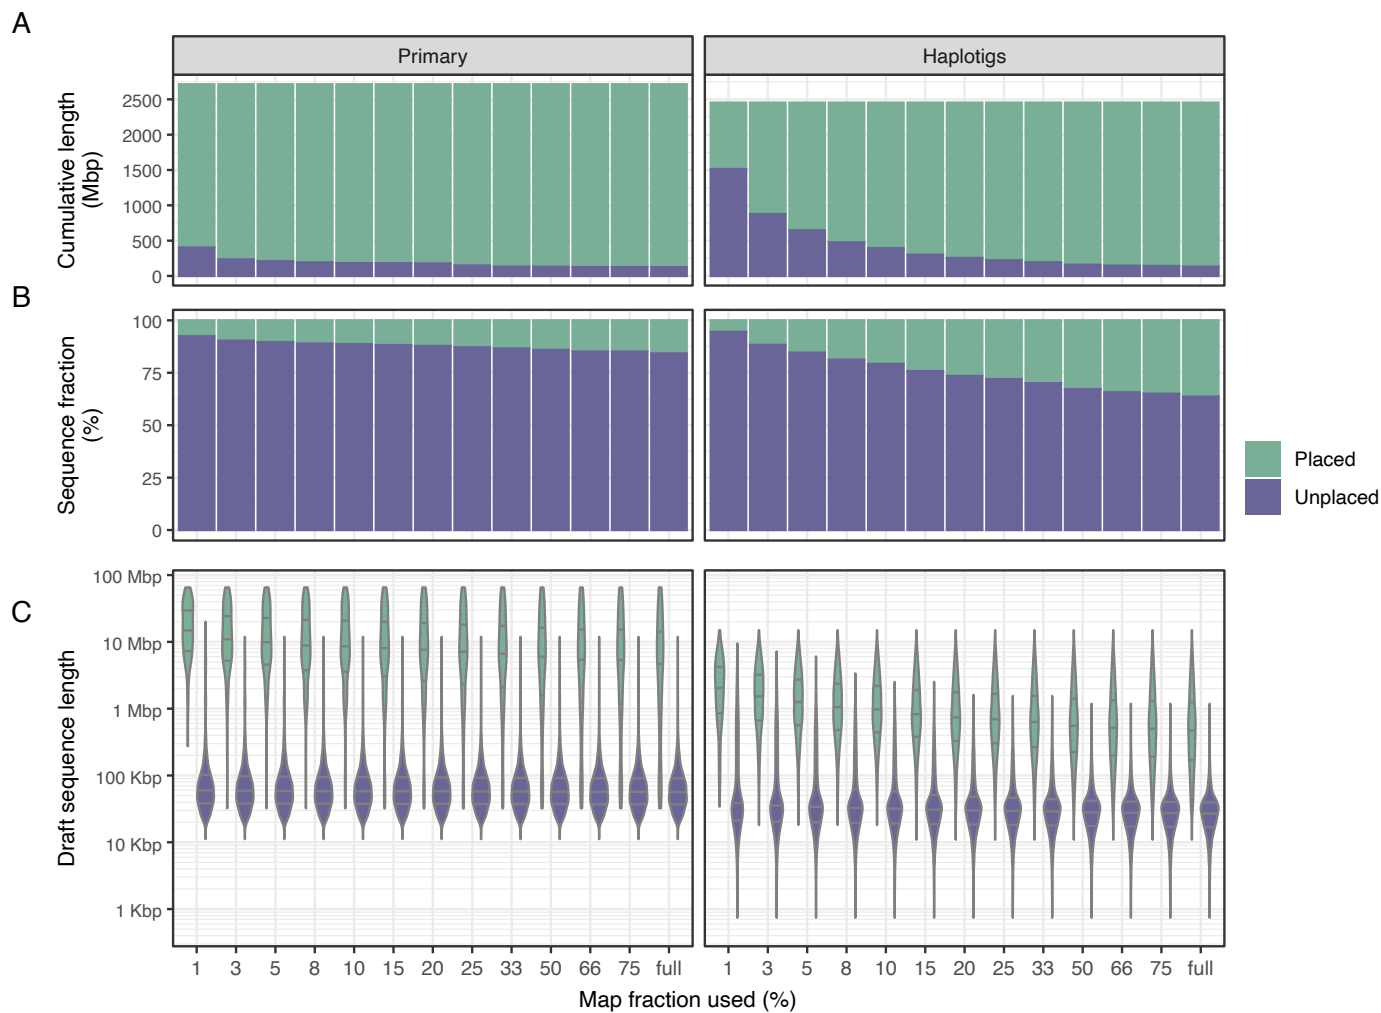 A
Primary
Haplotigs
Cumulative length
(Mbp)
2500
2000
1500
1000
500
0
B
Sequence fraction
(%)
100
75
50
25
0
Placed
Unplaced
C
Draft sequence length
100 Mbp
10 Mbp
1 Mbp
100 Kbp
10 Kbp
1 Kbp
1 3 5 8 10 15 20 25 33 50 66 75 full
1 3 5 8 10 15 20 25 33 50 66 75 full
Map fraction used (%)